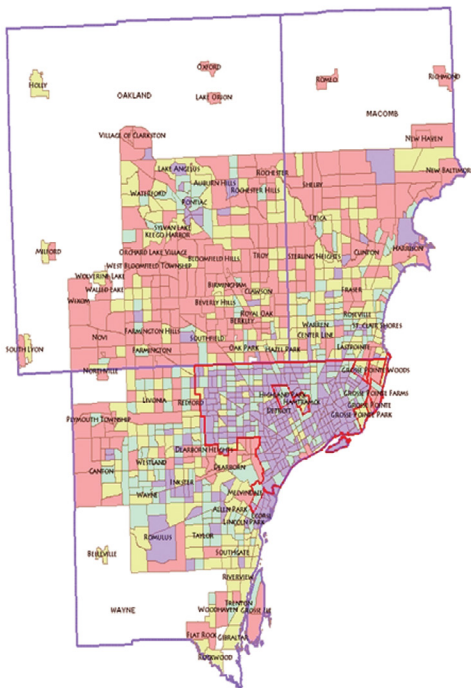 OXFORD
RICHMOND
HOLLY
OAKLAND
ROMEO
LAKE ORION
MACOMB
VILLAGE OF CLARKSTON
NEW HAVEN
LAKE ANGELUS
ROCHESTER
NEW BALTIMORE
AUBURN HILLS
SHELBY
WATERFORD
ROCHESTER HILLS
PONTIAC
UTICA
SYLVAN LAKE
KEEGO HARBOR
HARRISON
MILFORD
ORCHARD LAKE VILLAGE
BLOOMFIELD HILLS
TROY
STERLING HEIGHTS
CLINTON
WEST BLOOMFIELD TOWNSHIP
WOLVERINE LAKE
WALLED LAKE
BIRMINGHAM
CLAWSON
FRASER
WIXOM
BEVERLY HILLS
ROYAL OAK
ROSEVILLE
BERKLEY
WARREN
ST. CLAIR SHORES
NOVI
FARMINGTON HILLS
SOUTHFIELD
CENTER LINE
SOUTH LYON
FARMINGTON
OAK PARK
HAZEL PARK
EASTPOINTE
NORTHVILLE
GROSSE POINTE WOODS
LIVONIA
REDFORD
HIGHLAND PARK
HAMTRAMCK
GROSSE POINTE FARMS
GROSSE POINTE
DETROIT
GROSSE POINTE PARK
PLYMOUTH TOWNSHIP
DEARBORN HEIGHTS
CANTON
WESTLAND
DEARBORN
INKSTER
WAYNE
MELVINDALE
ALLEN PARK
ECORSE
LINCOLN PARK
ROMULUS
TAYLOR
BELLEVILLE
SOUTHGATE
RIVERVIEW
WAYNE
TRENTON
WOODHAVEN
GROSSE ILE
FLAT ROCK
GIBRALTAR
ROCKWOOD